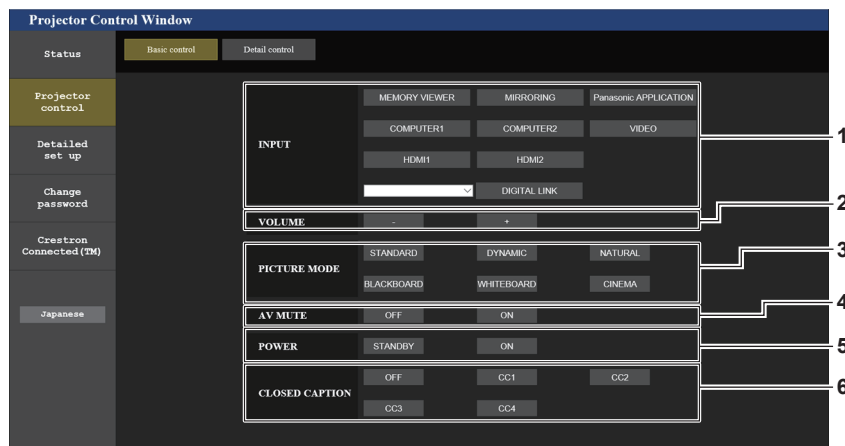 Projector Control Window
Status
Basic control
Detail control
Projector
control
Detailed
set up
Change
password
Crestron
Connected(TM)
Japanese
INPUT
MEMORY VIEWER
MIRRORING
Panasonic APPLICATION
COMPUTER1
COMPUTER2
VIDEO
HDMI1
HDMI2
DIGITAL LINK
1
VOLUME
-
+
2
PICTURE MODE
STANDARD
DYNAMIC
NATURAL
BLACKBOARD
WHITEBOARD
CINEMA
3
AV MUTE
OFF
ON
4
POWER
STANDBY
ON
5
CLOSED CAPTION
OFF
CC1
CC2
CC3
CC4
6